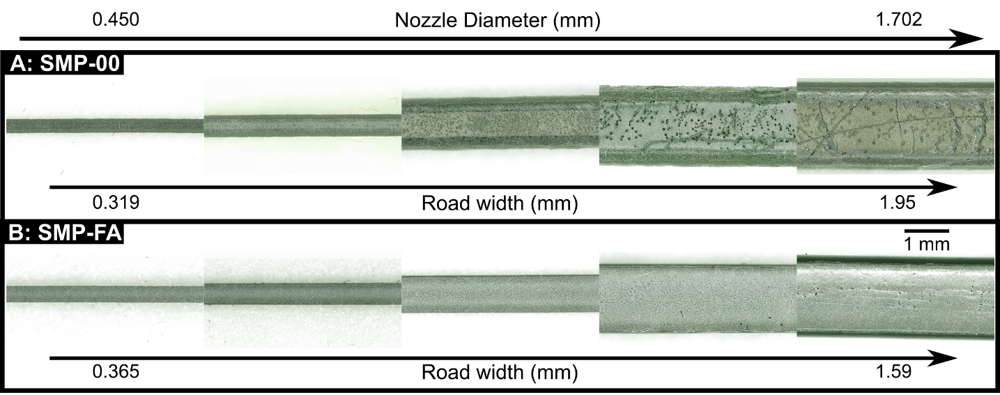 0.450 Nozzle Diameter (mm) 1.702
A: SMP-00
0.319 Road width (mm) 1.95
B: SMP-FA
1 mm
0.365 Road width (mm) 1.59